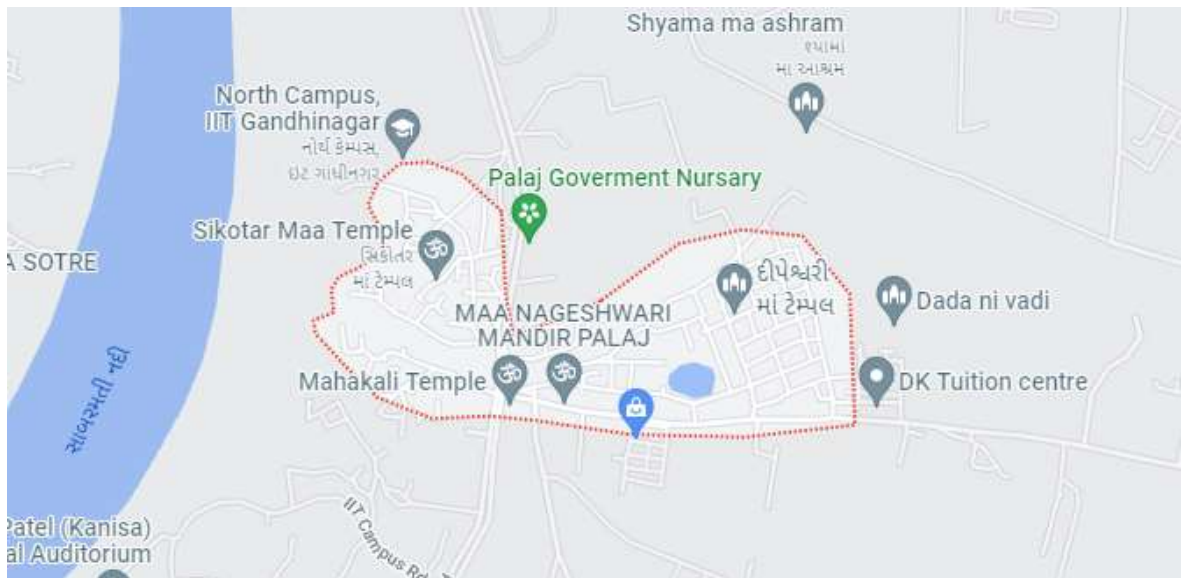 Shyama ma ashram
શ્યામાં
મા આશ્રમ
North Campus,
IIT Gandhinagar
નોર્થ કેમ્પસ,
ઇટ ગાંધીનગર
Palaj Goverment Nursary
Sikotar Maa Temple
સિકોતર
માં ટેમ્પલ
A SOTRE
દીપેશ્વરી
માં ટેમ્પલ
Dada ni vadi
MAA NAGESHWARI
MANDIR PALAJ
Mahakali Temple
DK Tuition centre
સાબરમતી નદી
IIT Campus Rd
Patel (Kanisa)
al Auditorium